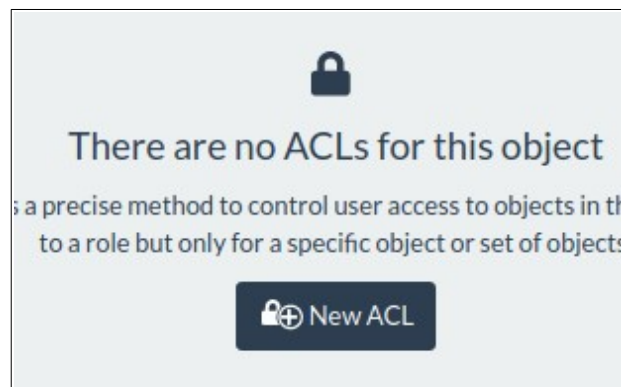 There are no ACLs for this object
a precise method to control user access to objects in
to a role but only for a specific object or set of objects
New ACL